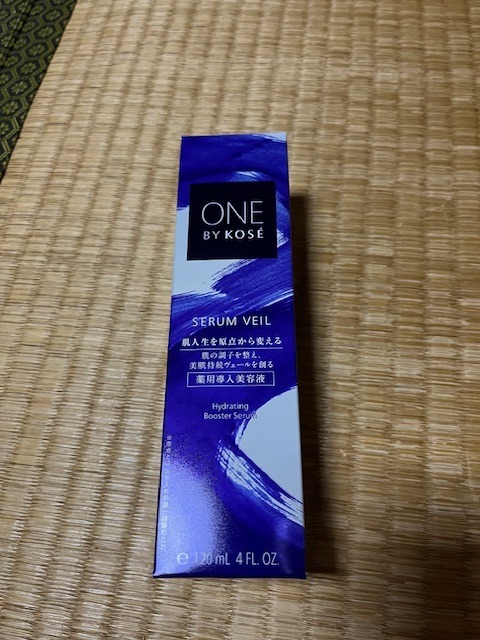 ONE
BY KOSÉ
SERUM VEIL
肌人生を原点から変える
肌の調子を整え、
美肌持続ヴェールを創る
薬用導入美容液
Hydrating
Booster Serum
e 120 mL 4 FL. OZ.